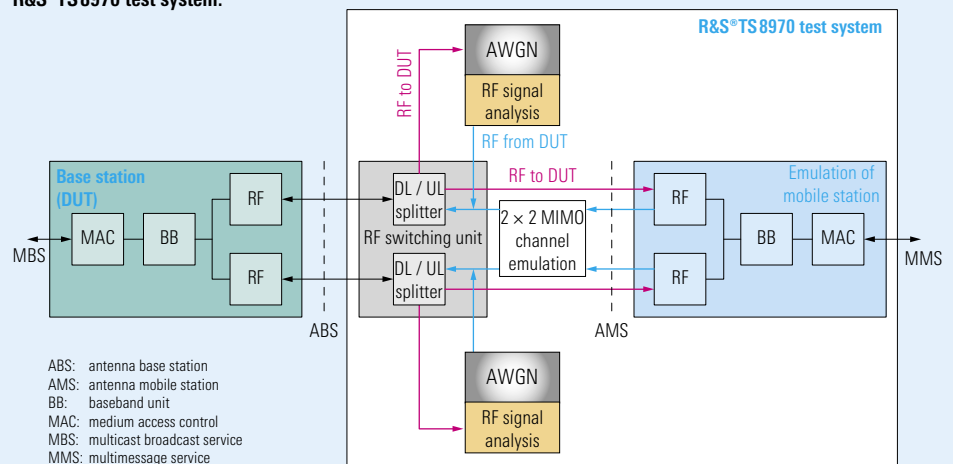 R&S®TS8970 test system.
R&S®TS8970 test system
AWGN
RF signal
analysis
RF to DUT
RF from DUT
Base station
(DUT)
RF
MAC
BB
RF
MBS
ABS
DL / UL
splitter
RF switching unit
DL / UL
splitter
RF to DUT
2 × 2 MIMO
channel
emulation
Emulation of
mobile station
RF
BB
MAC
RF
MMS
AMS
AWGN
RF signal
analysis
ABS: antenna base station
AMS: antenna mobile station
BB: baseband unit
MAC: medium access control
MBS: multicast broadcast service
MMS: multimessage service